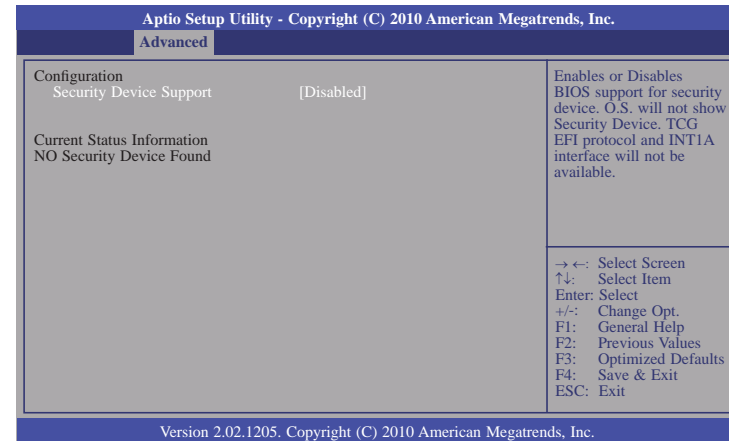 Aptio Setup Utility - Copyright (C) 2010 American Megatrends, Inc.
Advanced
Configuration
Security Device Support [Disabled]
Current Status Information
NO Security Device Found
Enables or Disables
BIOS support for security
device. O.S. will not show
Security Device. TCG
EFI protocol and INT1A
interface will not be
available.
→ ←: Select Screen
↑↓: Select Item
Enter: Select
+/-: Change Opt.
F1: General Help
F2: Previous Values
F3: Optimized Defaults
F4: Save & Exit
ESC: Exit
Version 2.02.1205. Copyright (C) 2010 American Megatrends, Inc.